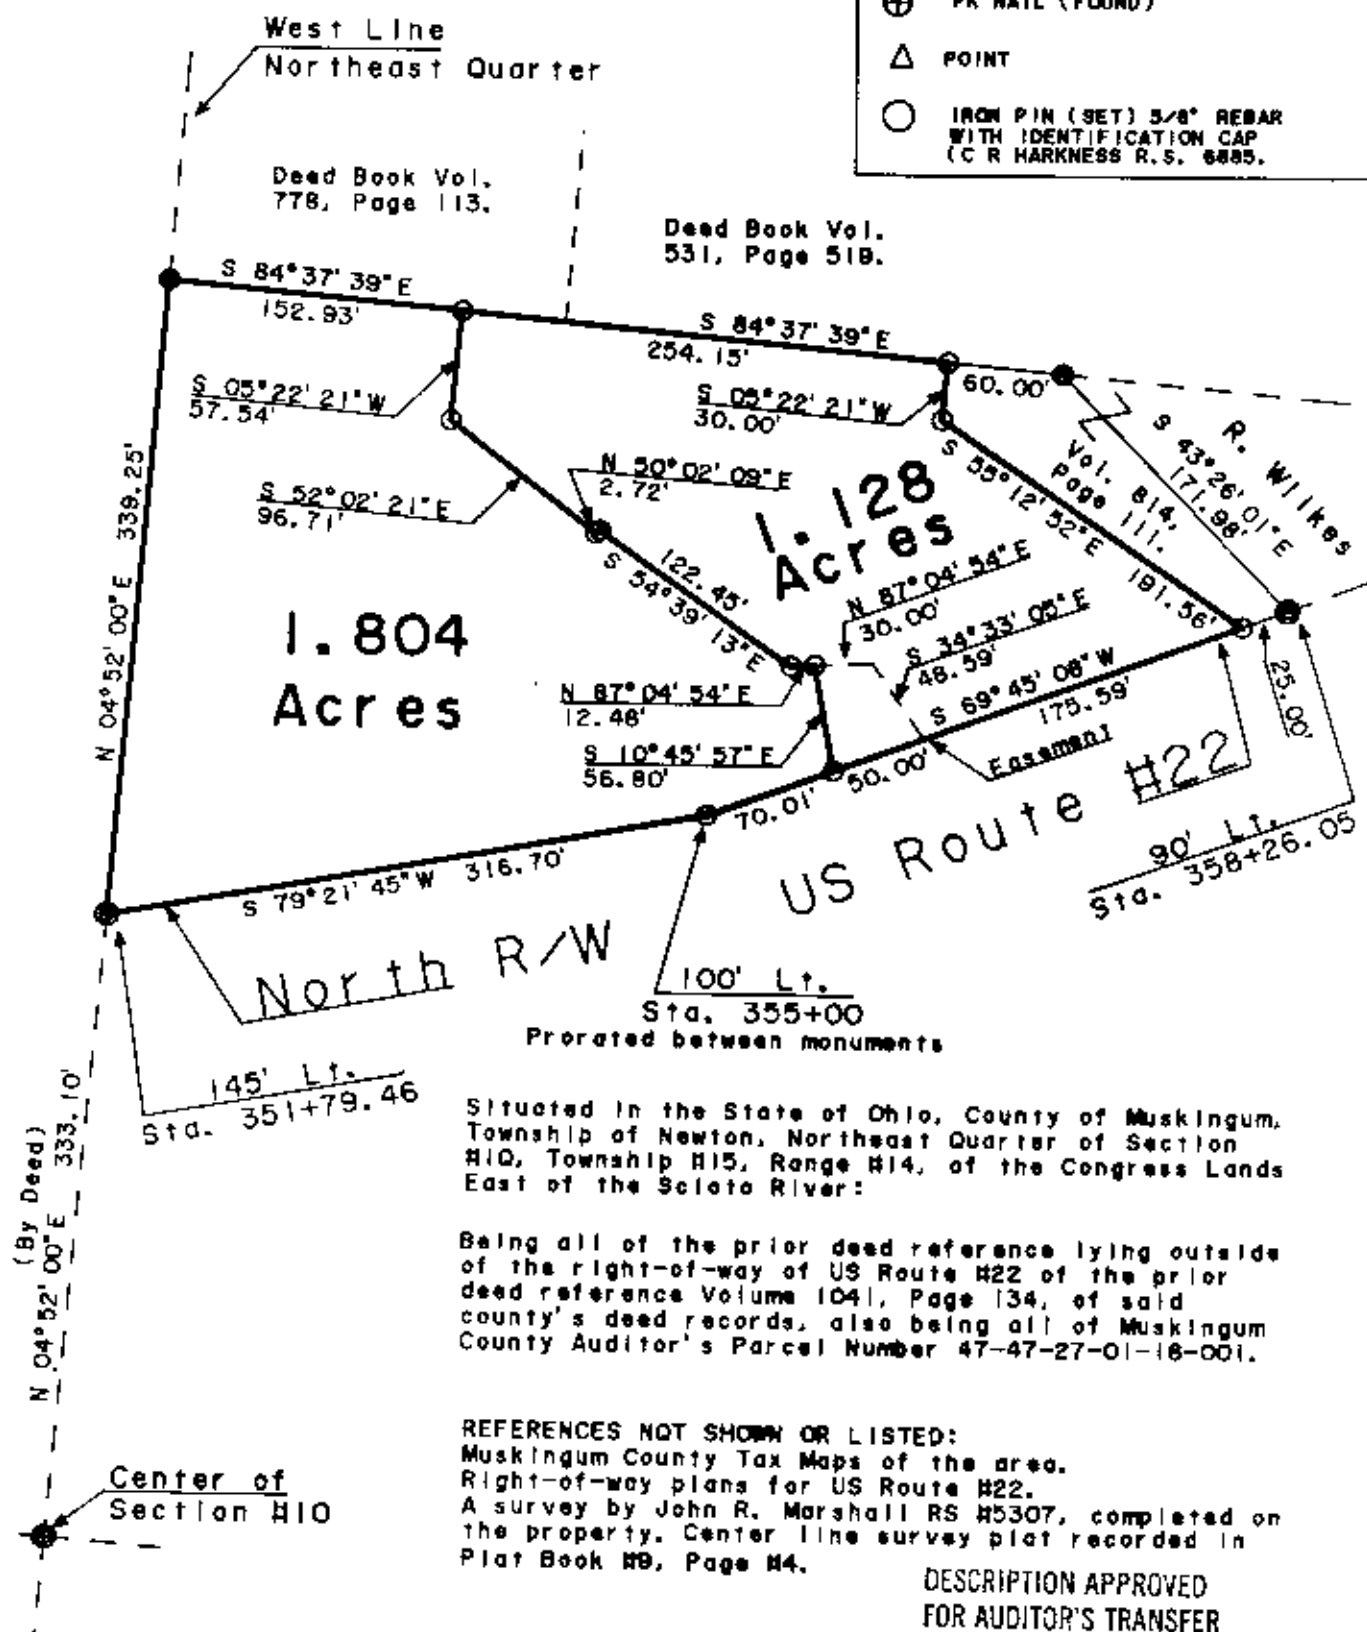 PK NAIL (FOUND)
POINT
IRON PIN (SET) 5/8" REBAR
WITH IDENTIFICATION CAP
(C R HARKNESS R.S. 6885.
West Line
Northeast Quarter
Deed Book Vol.
778, Page 113.
Deed Book Vol.
531, Page 519.
S 84°37'39"E
152.93'
S 84°37'39"E
254.15'
60.00'
S 05°22'21"W
57.54'
S 05°22'21"W
30.00'
R. Wilkes
S 43°26'01"E
171.98'
Vol. 814,
Page 111.
S 55°12'52"E
191.56'
N 50°02'09"E
2.72'
S 52°02'21"E
96.71'
1.128
Acres
122.45'
S 54°39'13"E
N 87°04'54"E
30.00'
S 34°33'05"E
48.59'
N 04°52'00"E 339.25'
1.804
Acres
N 87°04'54"E
12.48'
S 10°45'57"E
56.80'
S 69°45'08"W
175.59'
25.00'
Easement
50.00'
70.01'
US Route #22
S 79°21'45"W 316.70'
90' Lt.
Sta. 358+26.05
North R/W
100' Lt.
Sta. 355+00
Prorated between monuments
145' Lt.
Sta. 351+79.46
(By Deed)
N 04°52'00"E 333.10'
Situated in the State of Ohio, County of Muskingum,
Township of Newton, Northeast Quarter of Section
#10, Township #15, Range #14, of the Congress Lands
East of the Scioto River:
Being all of the prior deed reference lying outside
of the right-of-way of US Route #22 of the prior
deed reference Volume 1041, Page 134, of said
county's deed records, also being all of Muskingum
County Auditor's Parcel Number 47-47-27-01-16-001.
REFERENCES NOT SHOWN OR LISTED:
Muskingum County Tax Maps of the area.
Right-of-way plans for US Route #22.
A survey by John R. Marshall RS #5307, completed on
the property. Center line survey plat recorded in
Plat Book #9, Page #4.
Center of
Section #10
DESCRIPTION APPROVED
FOR AUDITOR'S TRANSFER